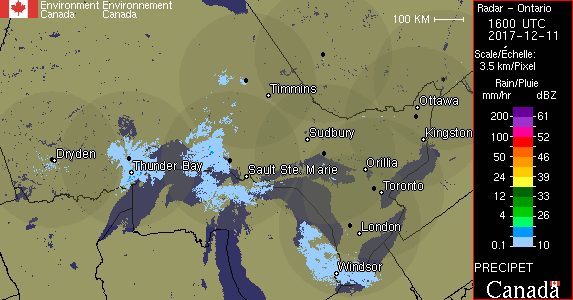 Environment Environnement
Canada Canada
100 KM
Timmins
Ottawa
Sudbury
Kingston
Dryden
Thunder Bay
Sault Ste. Marie
Orillia
Toronto
London
Windsor
Radar - Ontario
1600 UTC
2017-12-11
Scale/Échelle:
3.5 km/Pixel
Rain/Pluie
mm/hr dBZ
200 61
100 52
50 46
24 39
12 33
4 26
0.1 10
PRECIPET
Canada